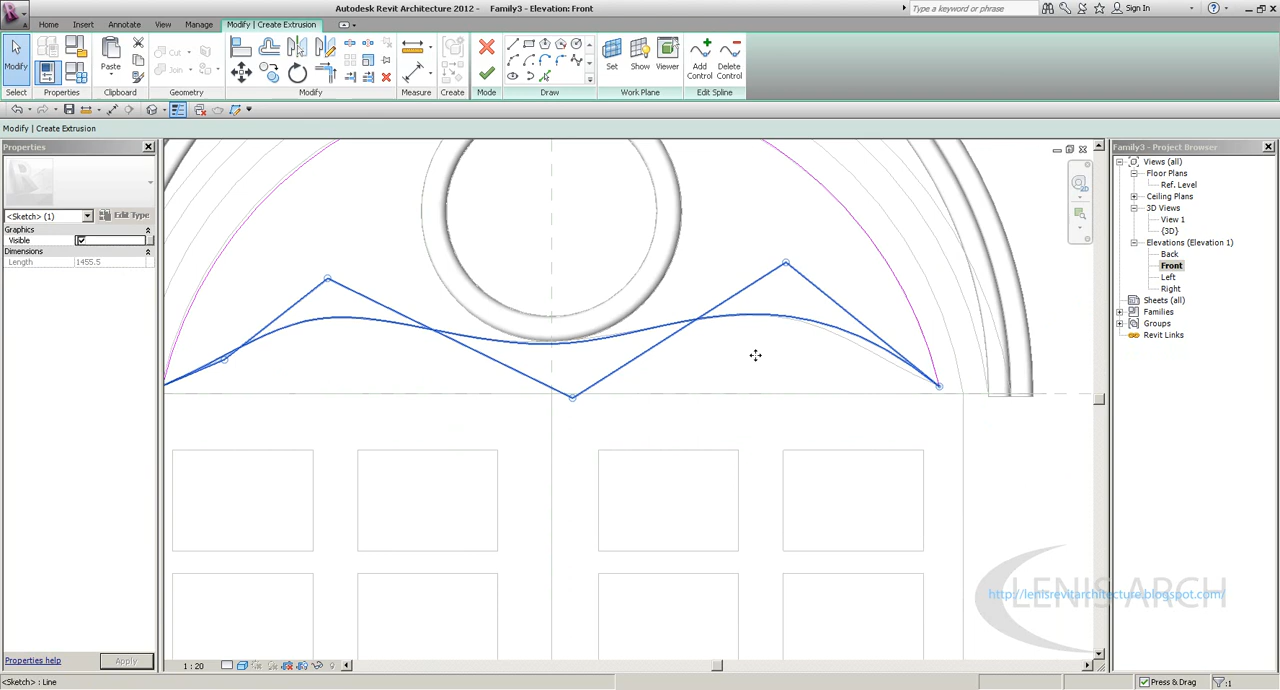 Autodesk Revit Architecture 2012 - Family3 - Elevation: Front
Type a keyword or phrase
Sign In
Home Insert Annotate View Manage Modify | Create Extrusion
Modify
Paste
Cut
Join
Set Show Viewer
Add Control
Delete Control
Select Properties Clipboard Geometry Modify Measure Create Mode Draw Work Plane Edit Spline
Modify | Create Extrusion
Properties
<Sketch> (1)
Edit Type
Graphics
Visible
Dimensions
Length 1455.5
Properties help
Apply
Family3 - Project Browser
Views (all)
Floor Plans
Ref. Level
Ceiling Plans
3D Views
View 1
{3D}
Elevations (Elevation 1)
Back
Front
Left
Right
Sheets (all)
Families
Groups
Revit Links
LENIS ARCH
http://lenisrevitarchitecture.blogspot.com/
1 : 20
<Sketch> : Line
Press & Drag
:1